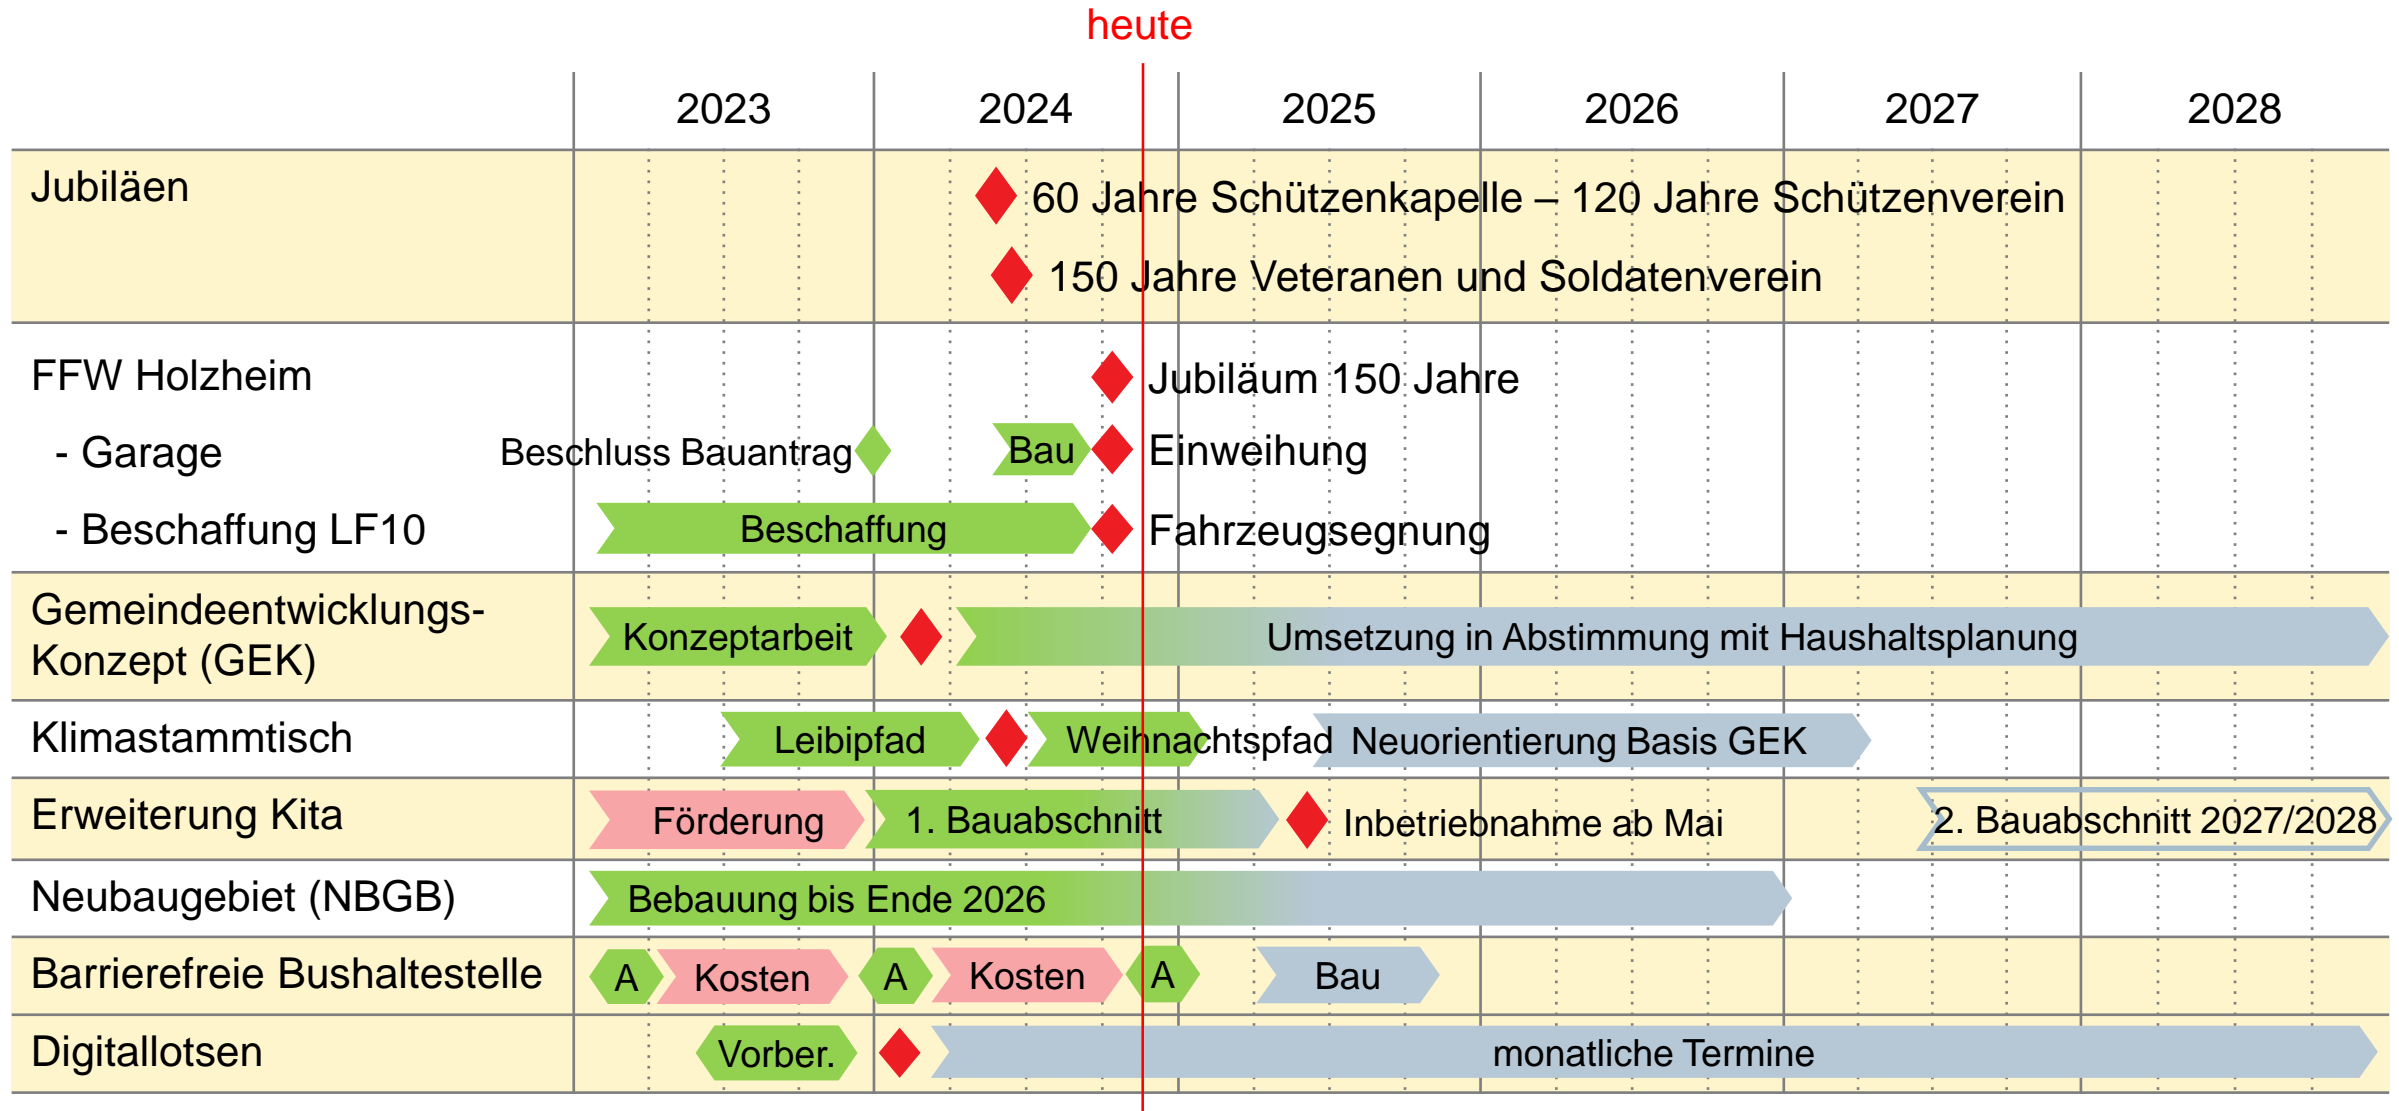 heute
2023 2024 2025 2026 2027 2028
Jubiläen
60 Jahre Schützenkapelle – 120 Jahre Schützenverein
150 Jahre Veteranen und Soldatenverein
FFW Holzheim
Jubiläum 150 Jahre
- Garage
Beschluss Bauantrag
Bau
Einweihung
- Beschaffung LF10
Beschaffung
Fahrzeugsegnung
Gemeindeentwicklungs-
Konzept (GEK)
Konzeptarbeit
Umsetzung in Abstimmung mit Haushaltsplanung
Klimastammtisch
Leibipfad
Weihnachtspfad
Neuorientierung Basis GEK
Erweiterung Kita
Förderung
1. Bauabschnitt
Inbetriebnahme ab Mai
2. Bauabschnitt 2027/2028
Neubaugebiet (NBGB)
Bebauung bis Ende 2026
Barrierefreie Bushaltestelle
A
Kosten
A
Kosten
A
Bau
Digitallotsen
Vorber.
monatliche Termine